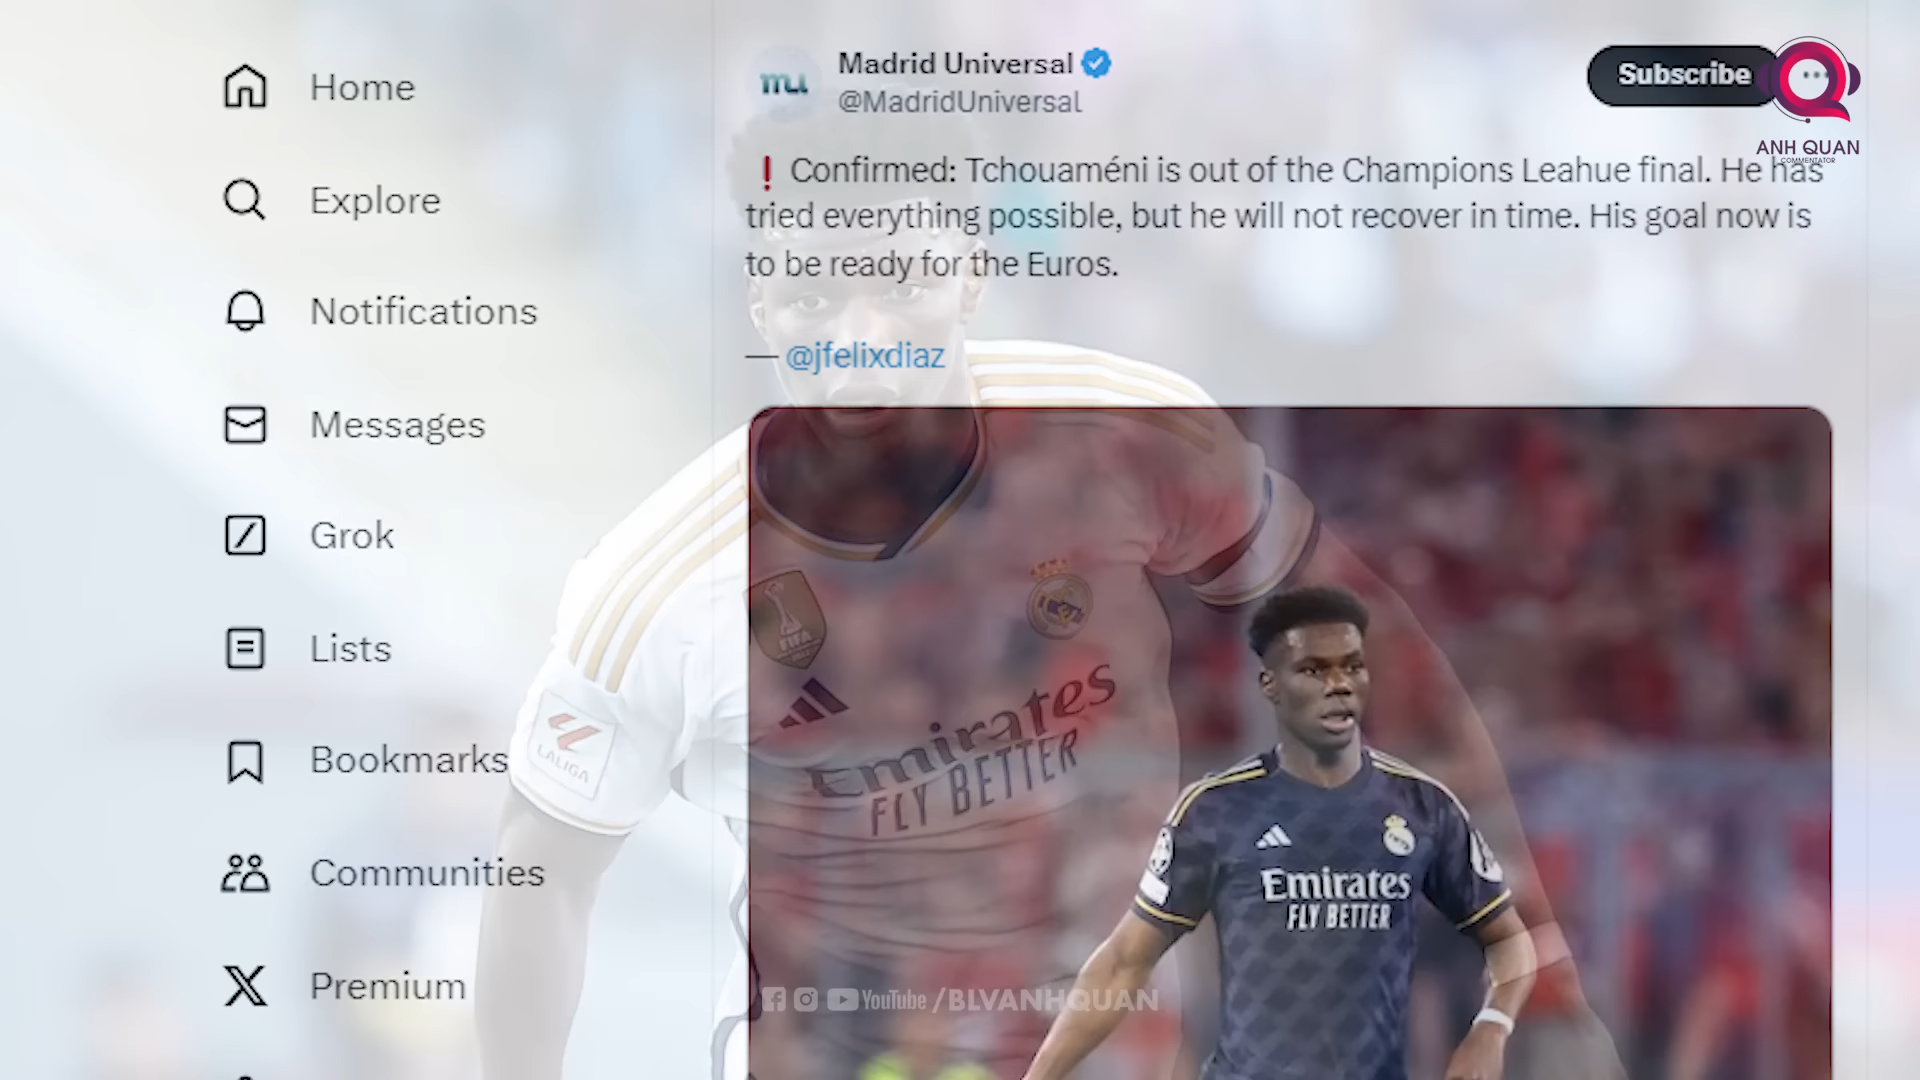 Home
Explore
Notifications
Messages
Grok
Lists
Bookmarks
Communities
Premium
Madrid Universal
@MadridUniversal
Subscribe
ANH QUAN
COMMENTATOR
❗ Confirmed: Tchouaméni is out of the Champions Leahue final. He has
tried everything possible, but he will not recover in time. His goal now is
to be ready for the Euros.
— @jfelixdiaz
FIFA
LALIGA
Emirates
FLY BETTER
Emirates
FLY BETTER
YouTube /BLVANHQUAN